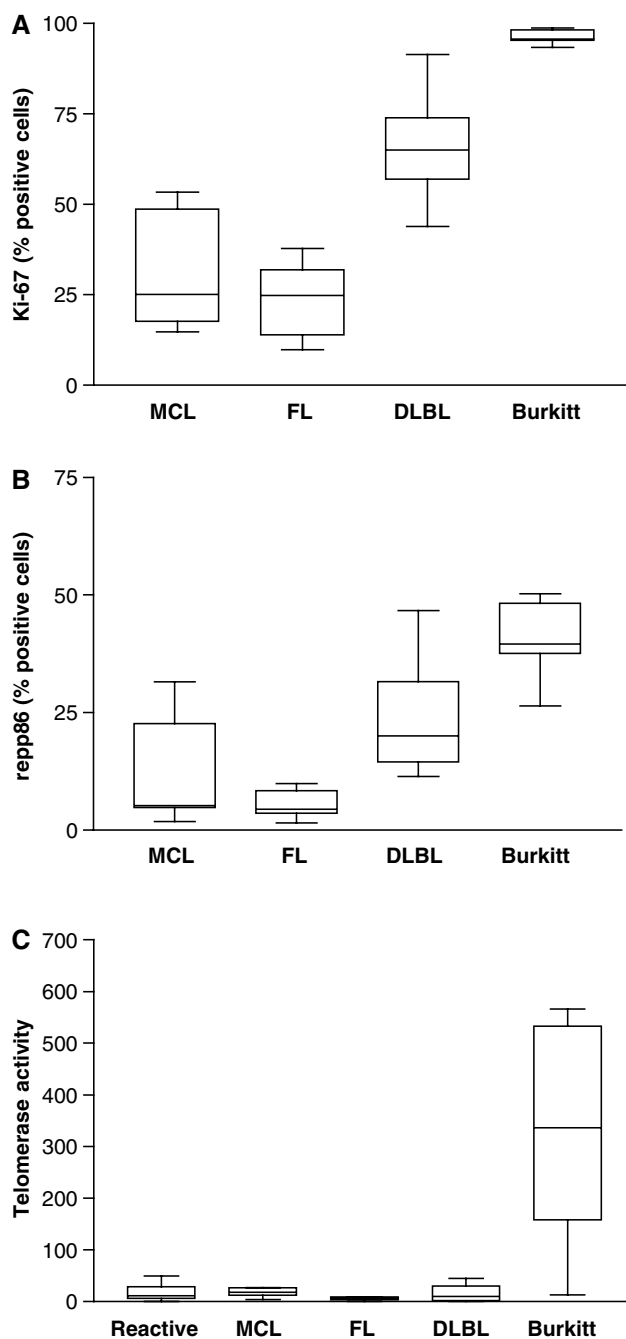 A
Ki-67 (% positive cells)
100
75
50
25
0
MCL FL DLBL Burkitt
B
repp86 (% positive cells)
75
50
25
0
MCL FL DLBL Burkitt
C
Telomerase activity
700
600
500
400
300
200
100
0
Reactive MCL FL DLBL Burkitt